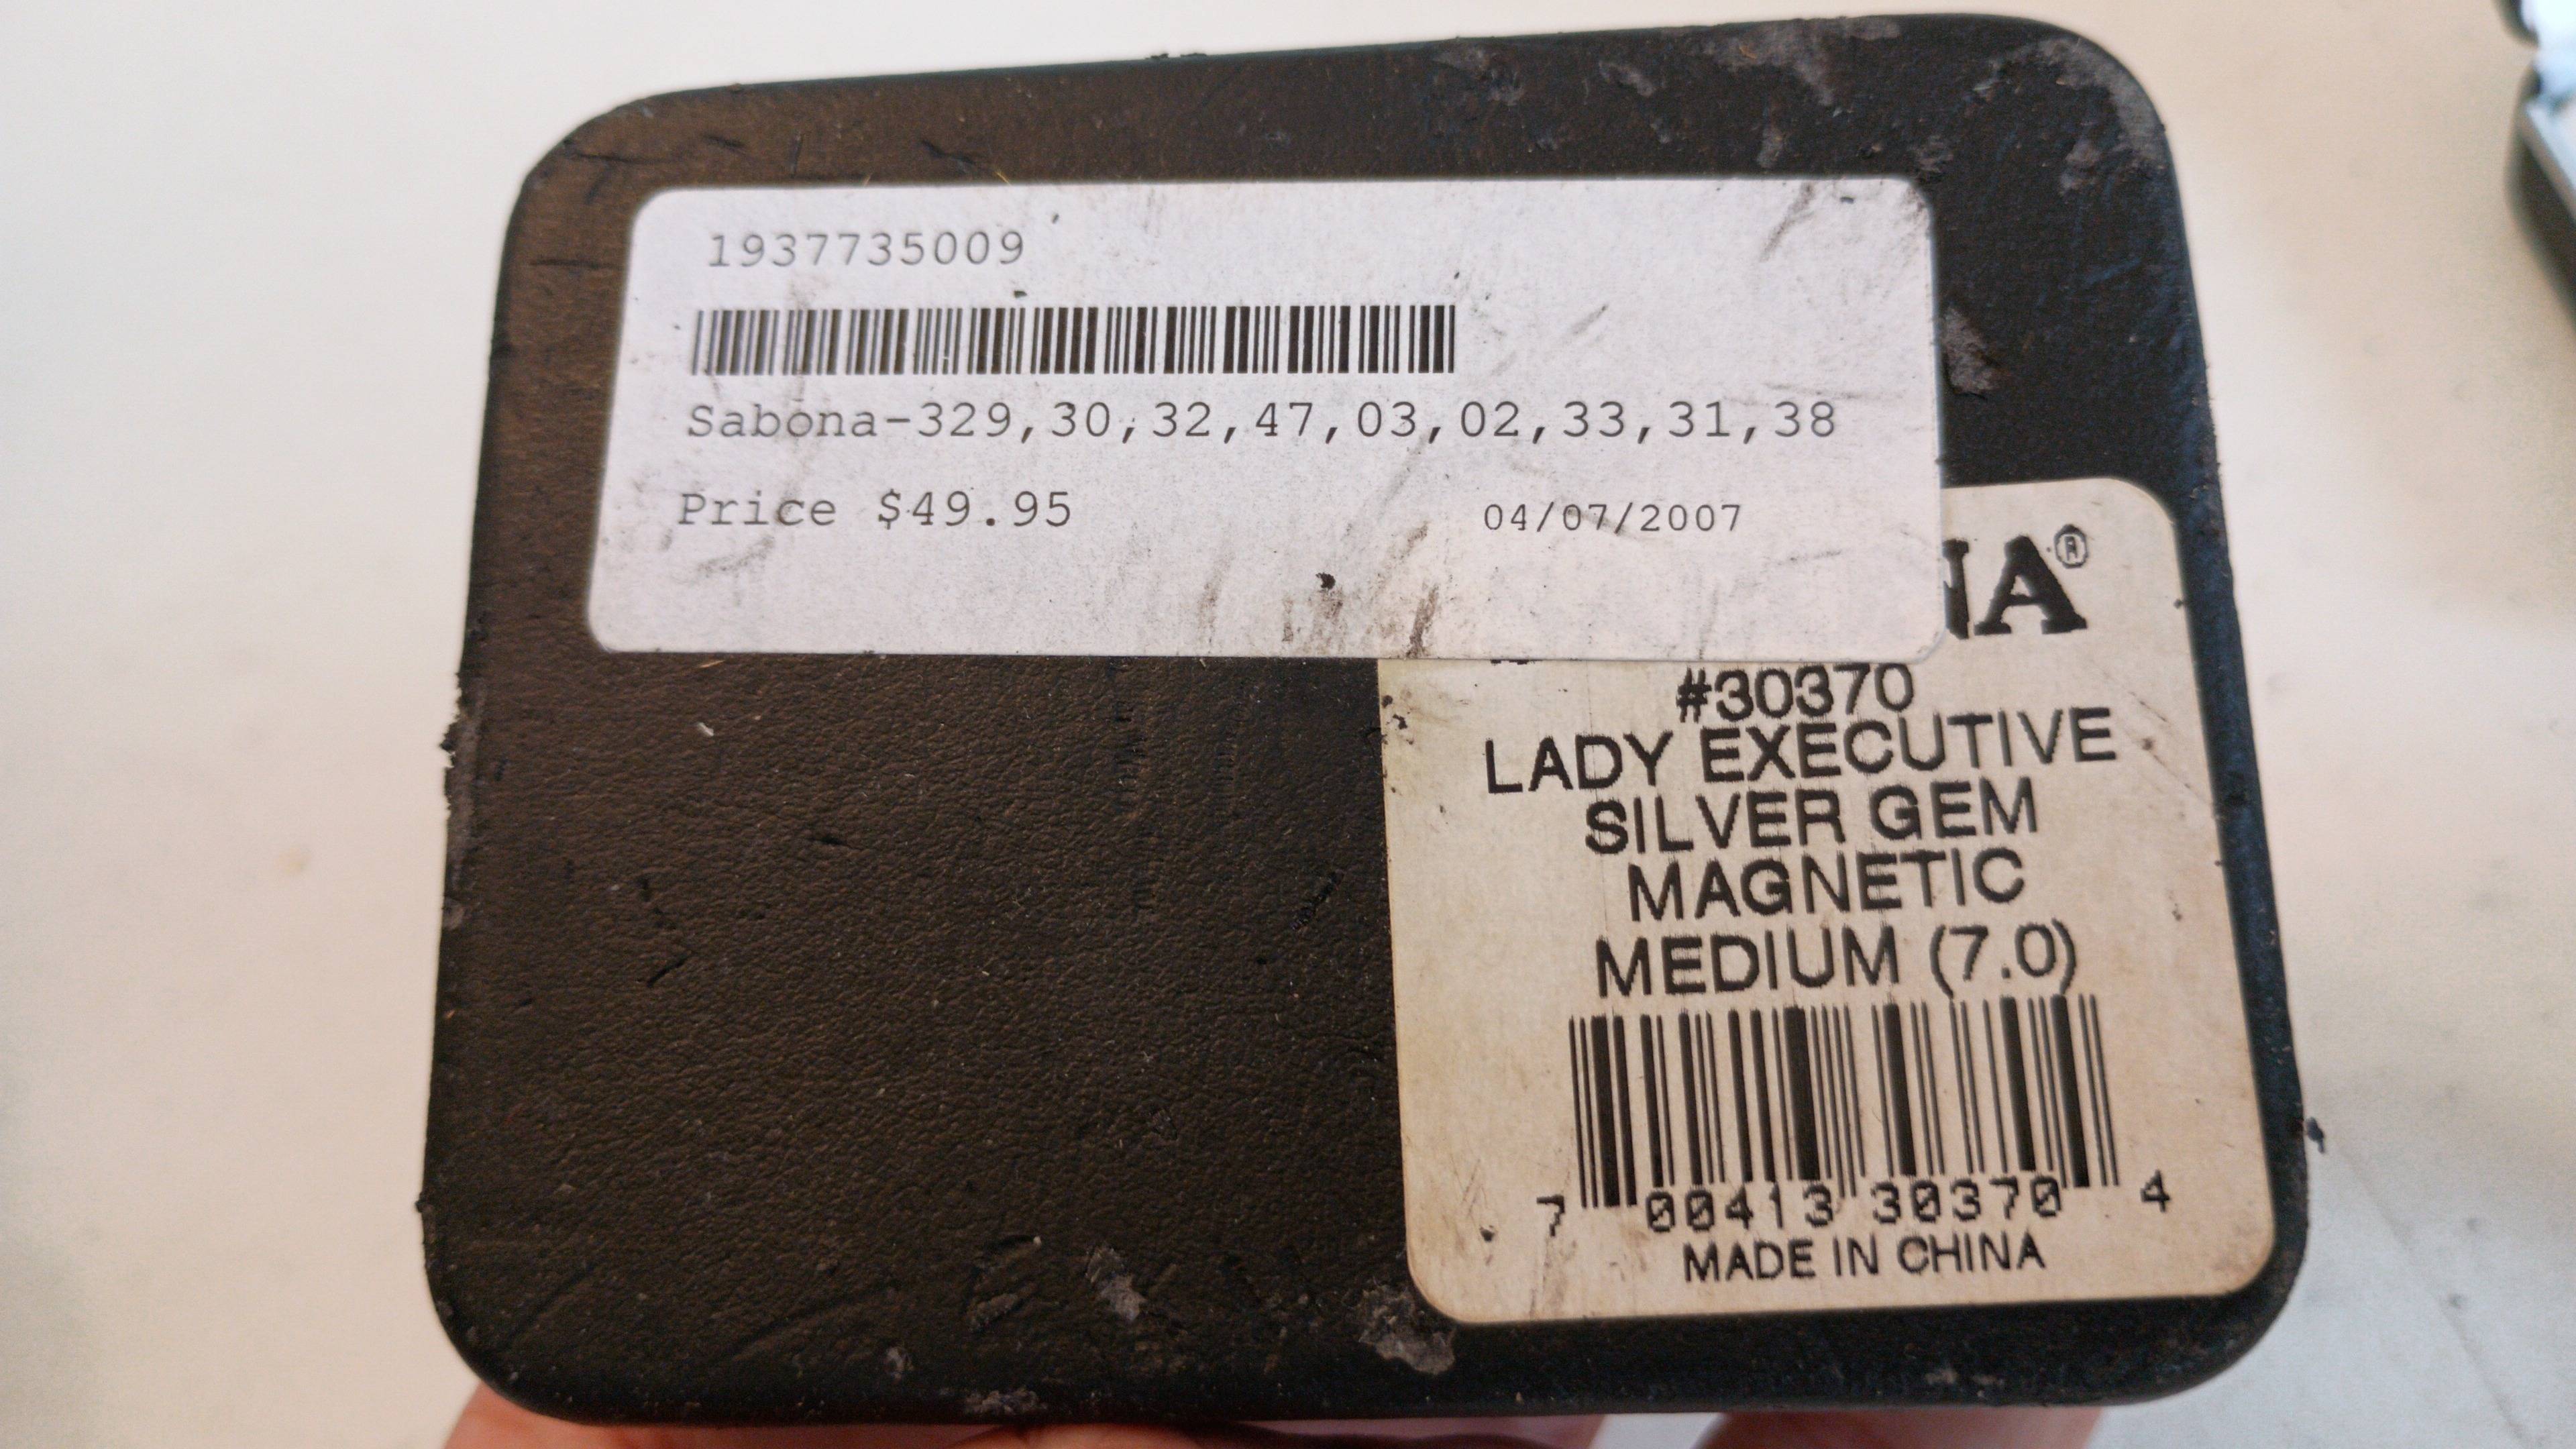 1937735009
Sabona-329,30,32,47,03,02,33,31,38
Price $49.95 04/07/2007
NA®
#30370
LADY EXECUTIVE
SILVER GEM
MAGNETIC
MEDIUM (7.0)
7 00413 30370 4
MADE IN CHINA